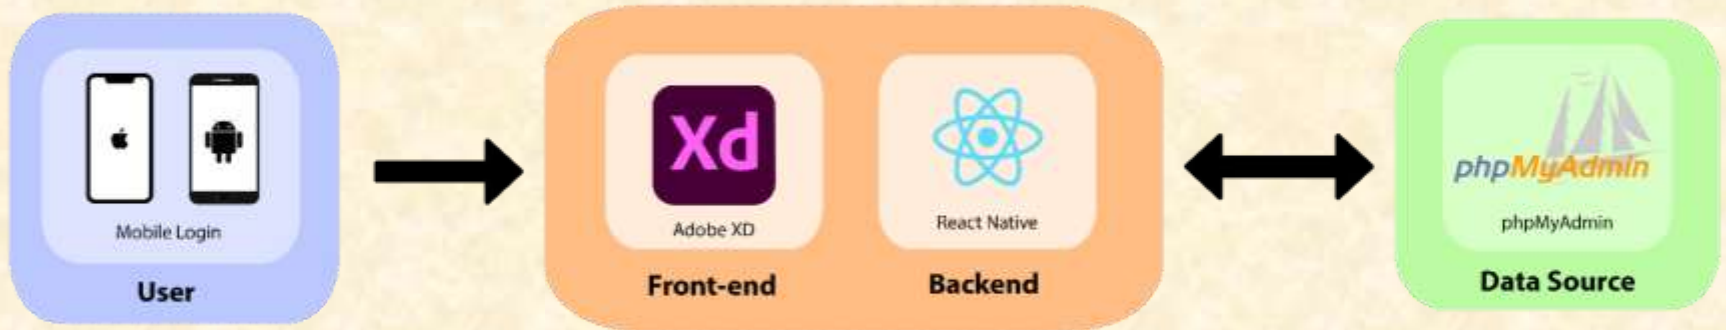 Mobile Login
User
Xd
Adobe XD
Front-end
React Native
Backend
phpMyAdmin
phpMyAdmin
Data Source